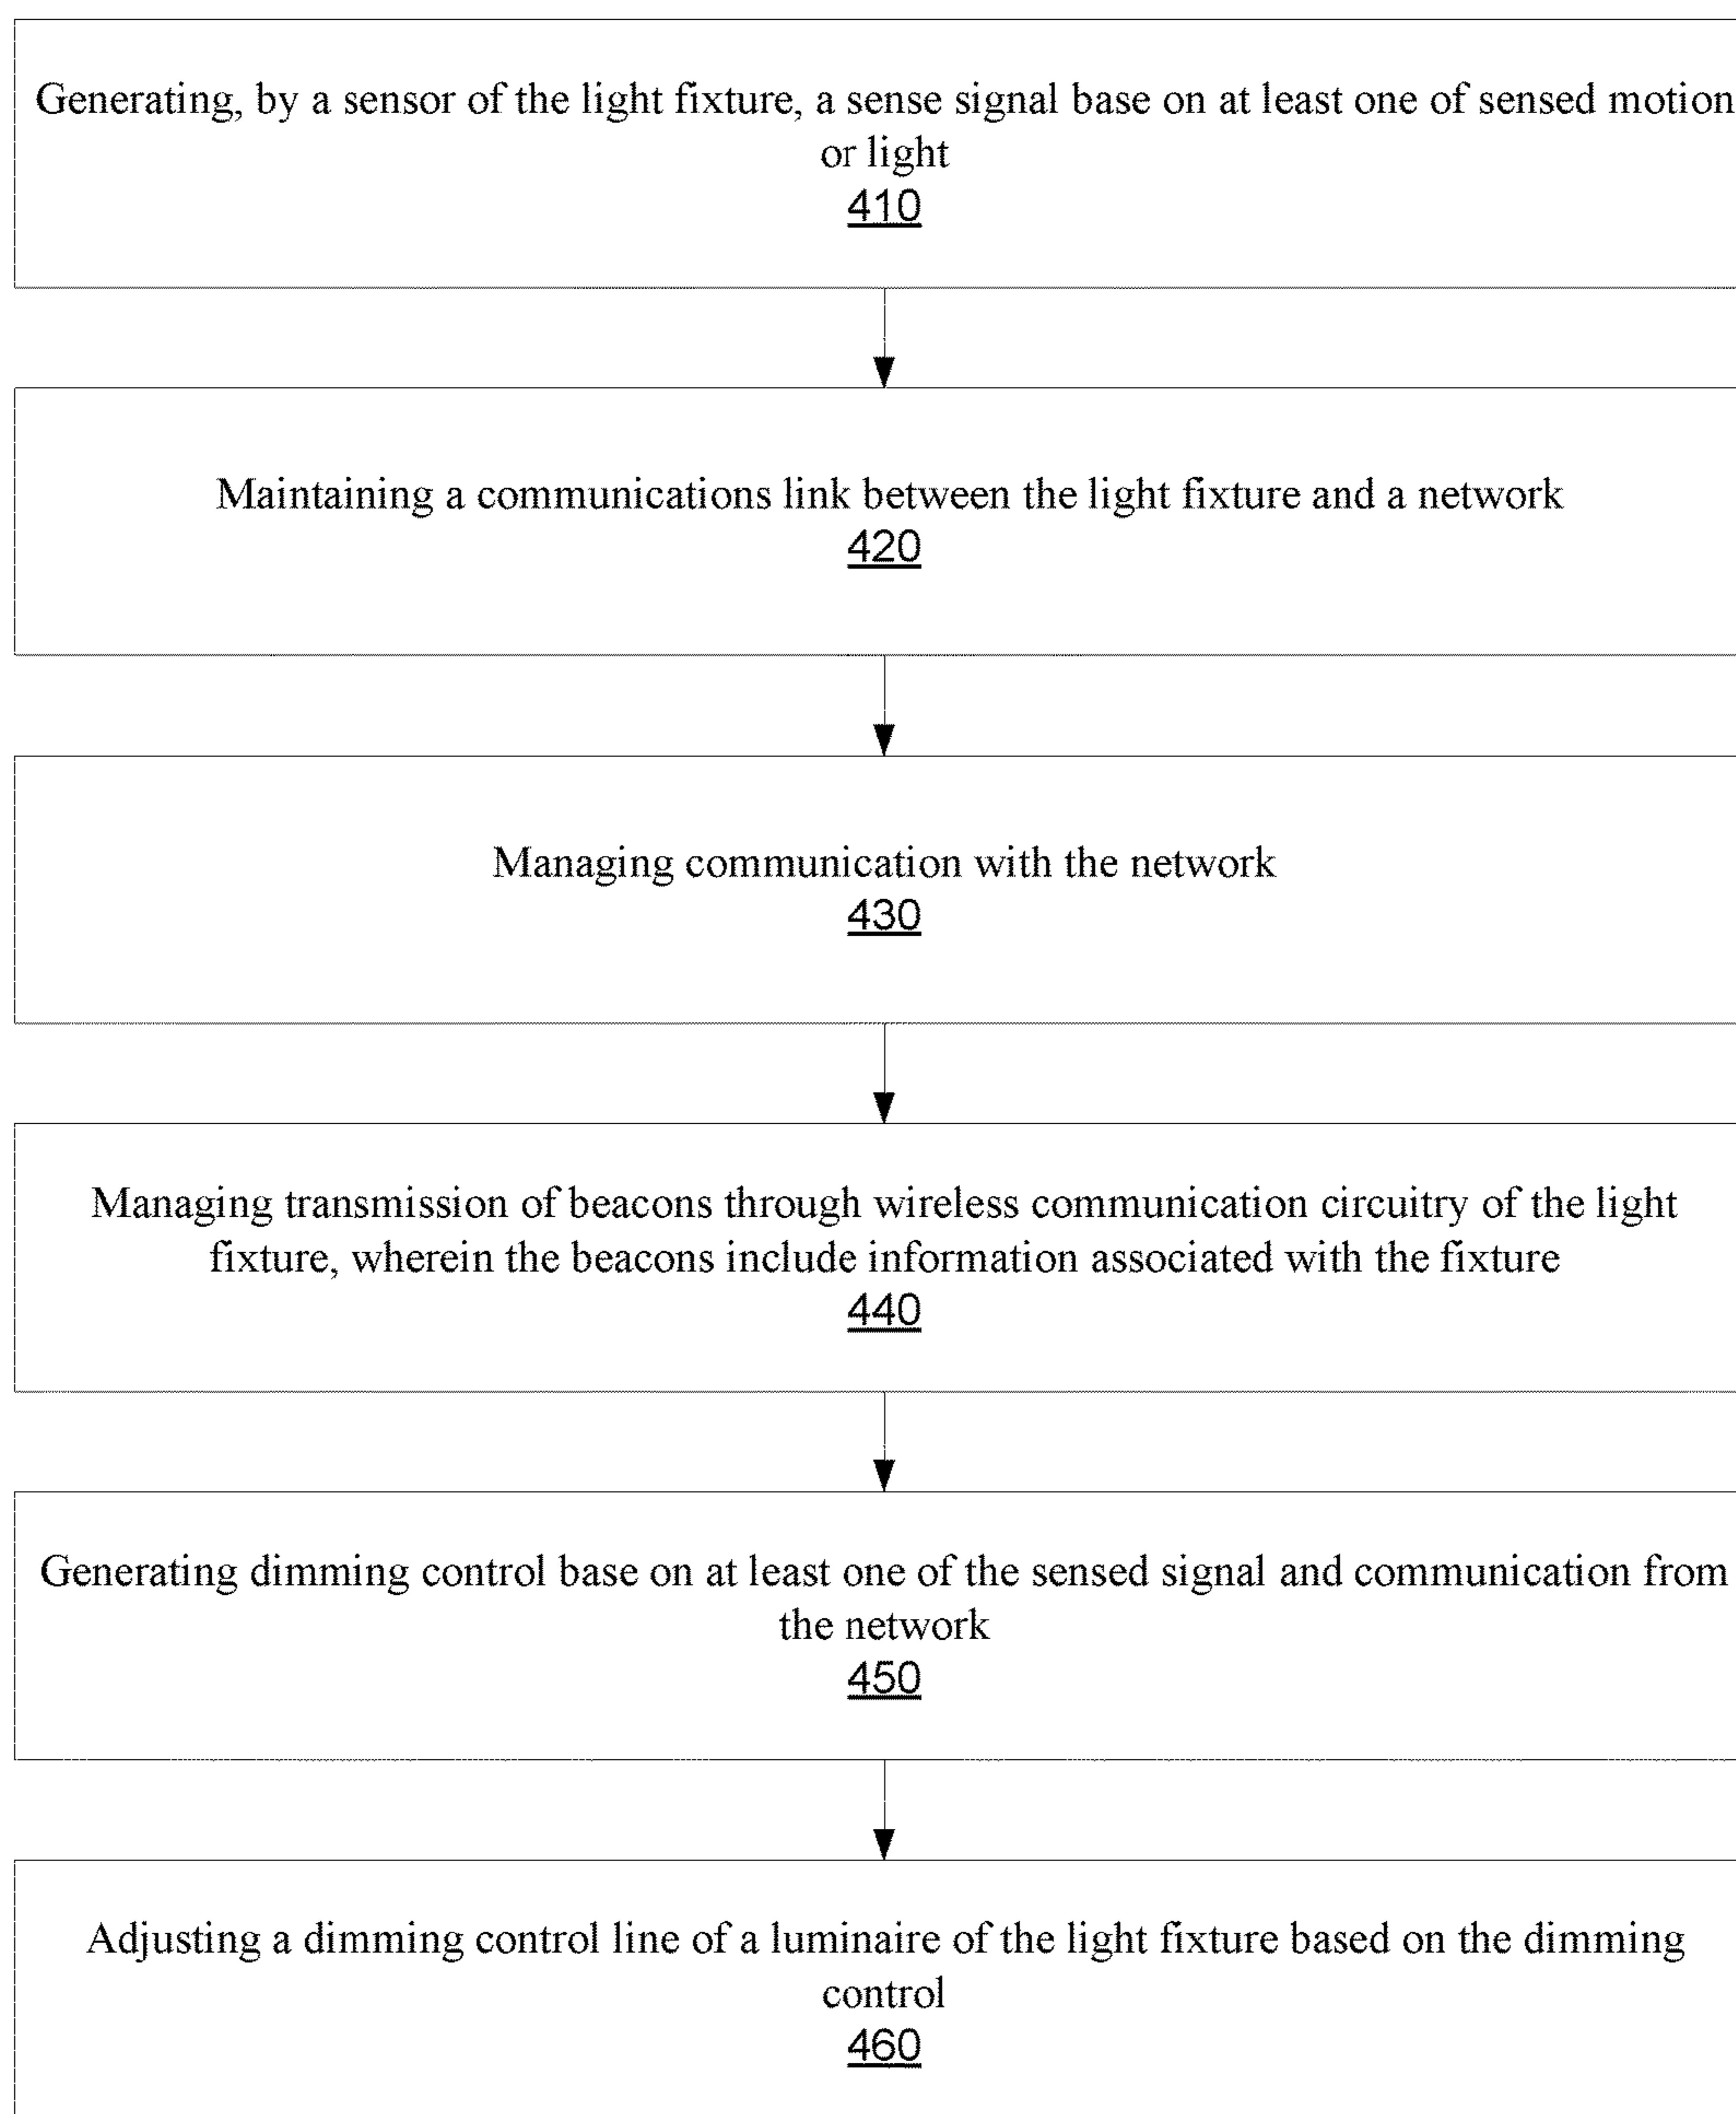 Generating, by a sensor of the light fixture, a sense signal base on at least one of sensed motion
or light
410
Maintaining a communications link between the light fixture and a network
420
Managing communication with the network
430
Managing transmission of beacons through wireless communication circuitry of the light
fixture, wherein the beacons include information associated with the fixture
440
Generating dimming control base on at least one of the sensed signal and communication from
the network
450
Adjusting a dimming control line of a luminaire of the light fixture based on the dimming
control
460